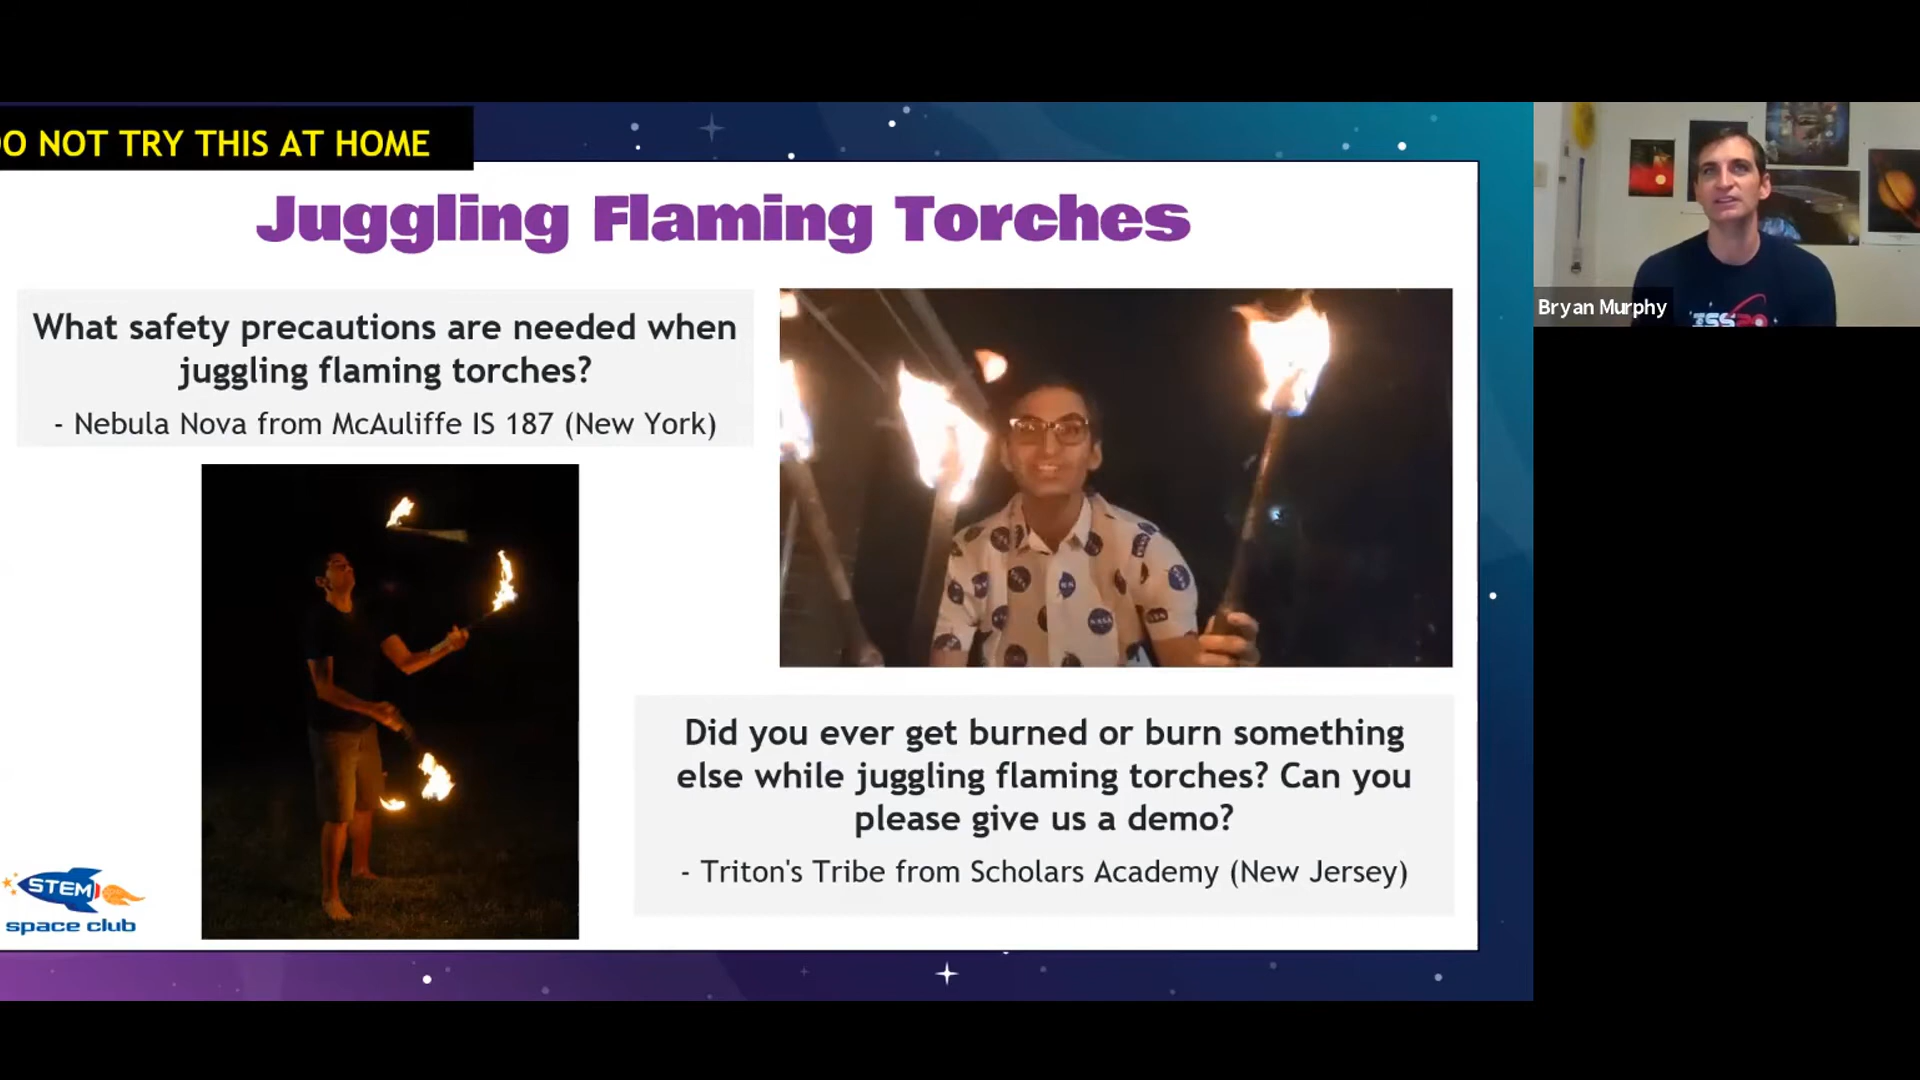 O NOT TRY THIS AT HOME
Juggling Flaming Torches
What safety precautions are needed when
juggling flaming torches?
- Nebula Nova from McAuliffe IS 187 (New York)
Did you ever get burned or burn something
else while juggling flaming torches? Can you
please give us a demo?
- Triton's Tribe from Scholars Academy (New Jersey)
STEM
space club
Bryan Murphy